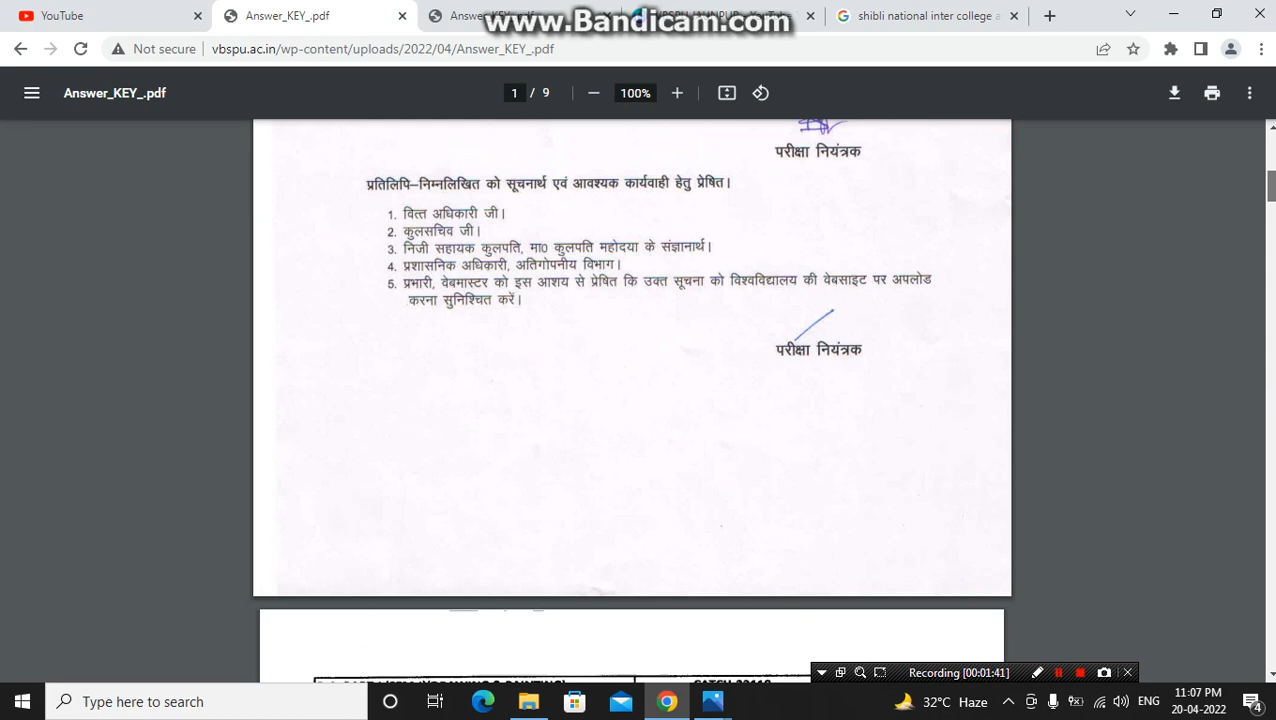 YouTube
Answer_KEY_.pdf
Answer_KEY_.pdf
shibli national inter college a
www.Bandicam.com
Not secure
vbspu.ac.in/wp-content/uploads/2022/04/Answer_KEY_.pdf
Answer_KEY_.pdf
1 / 9
100%
परीक्षा नियंत्रक
प्रतिलिपि–निम्नलिखित को सूचनार्थ एवं आवश्यक कार्यवाही हेतु प्रेषित।
1. वित्त अधिकारी जी।
2. कुलसचिव जी।
3. निजी सहायक कुलपति, मा0 कुलपति महोदया के संज्ञानार्थ।
4. प्रशासनिक अधिकारी, अतिगोपनीय विभाग।
5. प्रभारी, वेबमास्टर को इस आशय से प्रेषित कि उक्त सूचना को विश्वविद्यालय की वेबसाइट पर अपलोड
करना सुनिश्चित करें।
परीक्षा नियंत्रक
Recording [00:01:41]
Type here to search
32°C Haze
ENG
11:07 PM
20-04-2022
4